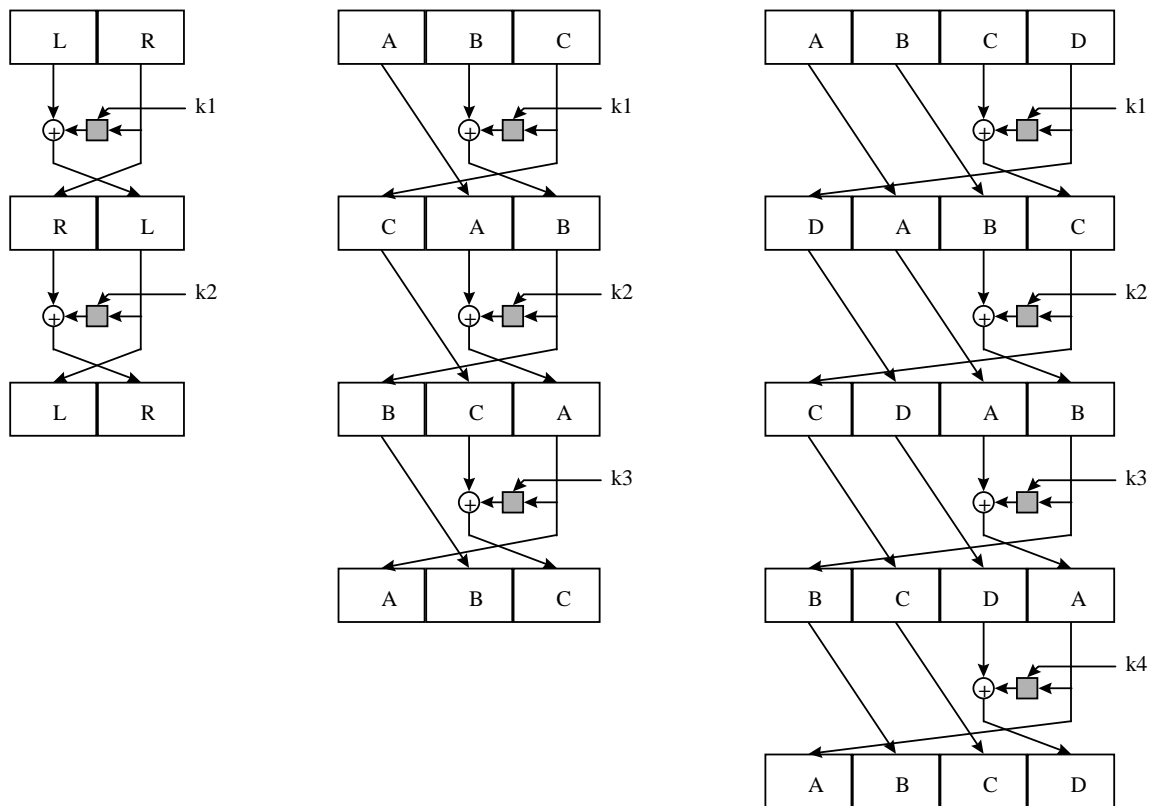 L R A B C A B C D
k1 k1 k1
R L C A B D A B C
k2 k2 k2
L R B C A C D A B
k3 k3
A B C B C D A
k4
A B C D